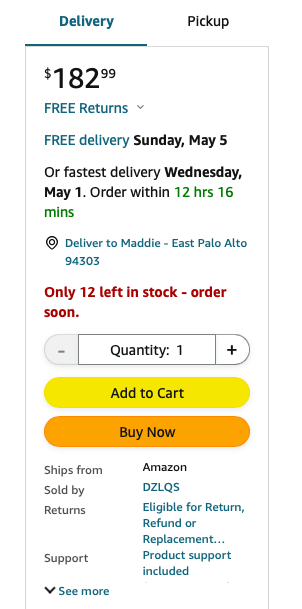 Delivery Pickup
$182.99
FREE Returns
FREE delivery Sunday, May 5
Or fastest delivery Wednesday,
May 1. Order within 12 hrs 16
mins
Deliver to Maddie - East Palo Alto
94303
Only 12 left in stock - order
soon.
- Quantity: 1 +
Add to Cart
Buy Now
Ships from Amazon
Sold by DZLQS
Returns Eligible for Return,
Refund or
Replacement…
Support Product support
included
See more